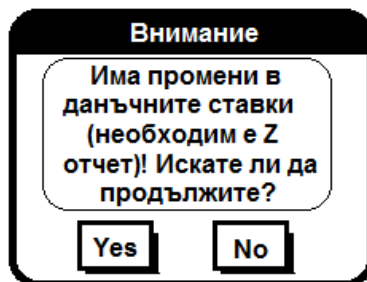 Внимание
Има промени в
данъчните ставки
(необходим е Z
отчет)! Искате ли да
продължите?
Yes No